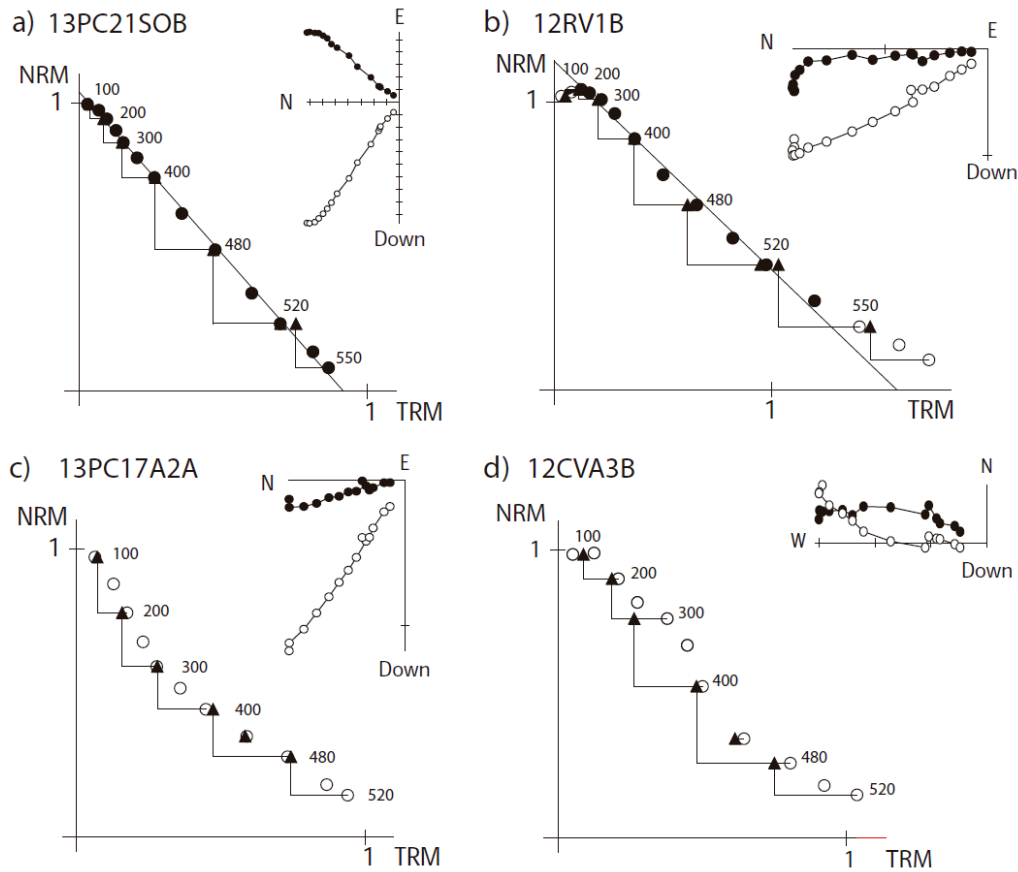 a) 13PC21SOB
E
NRM
1
100
200
300
400
480
520
550
N
Down
1
TRM
b) 12RV1B
E
N
NRM
1
100
200
300
400
480
520
550
Down
1
TRM
c) 13PC17A2A
E
N
NRM
1
100
200
300
400
480
520
Down
1
TRM
d) 12CVA3B
N
W
NRM
1
100
200
300
400
480
520
Down
1
TRM